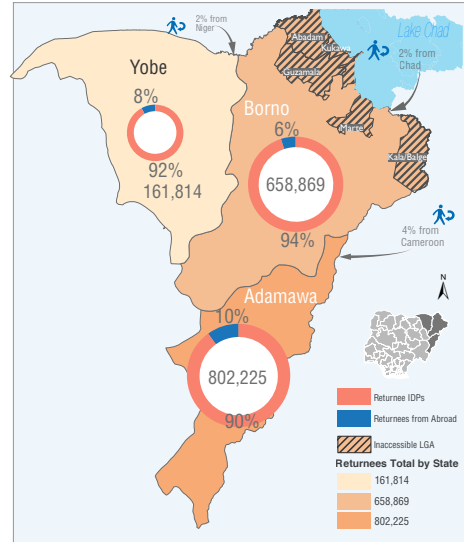 2% from
Niger
Lake Chad
Abadam
Kukawa
2% from
Chad
Yobe
Guzamala
8%
Borno
6%
Marte
Kala/Balge
92%
161,814
658,869
94%
4% from
Cameroon
N
Adamawa
10%
802,225
90%
Returnee IDPs
Returnees from Abroad
Inaccessible LGA
Returnees Total by State
161,814
658,869
802,225